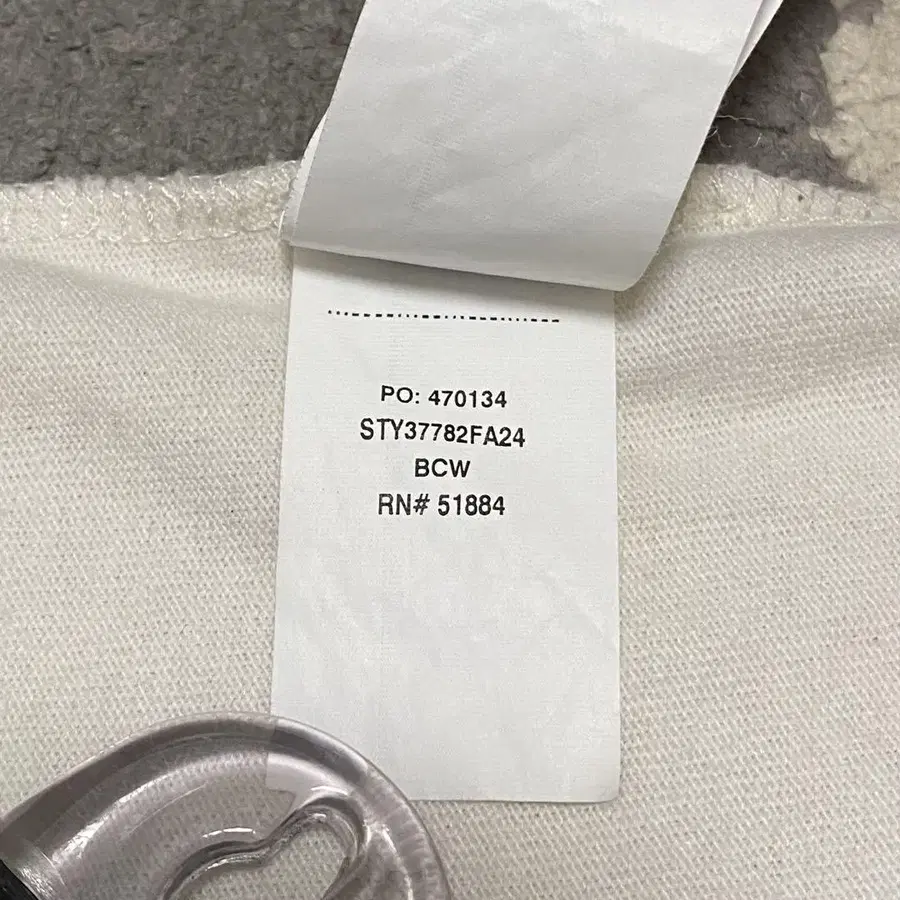 PO: 470134
STY37782FA24
BCW
RN# 51884